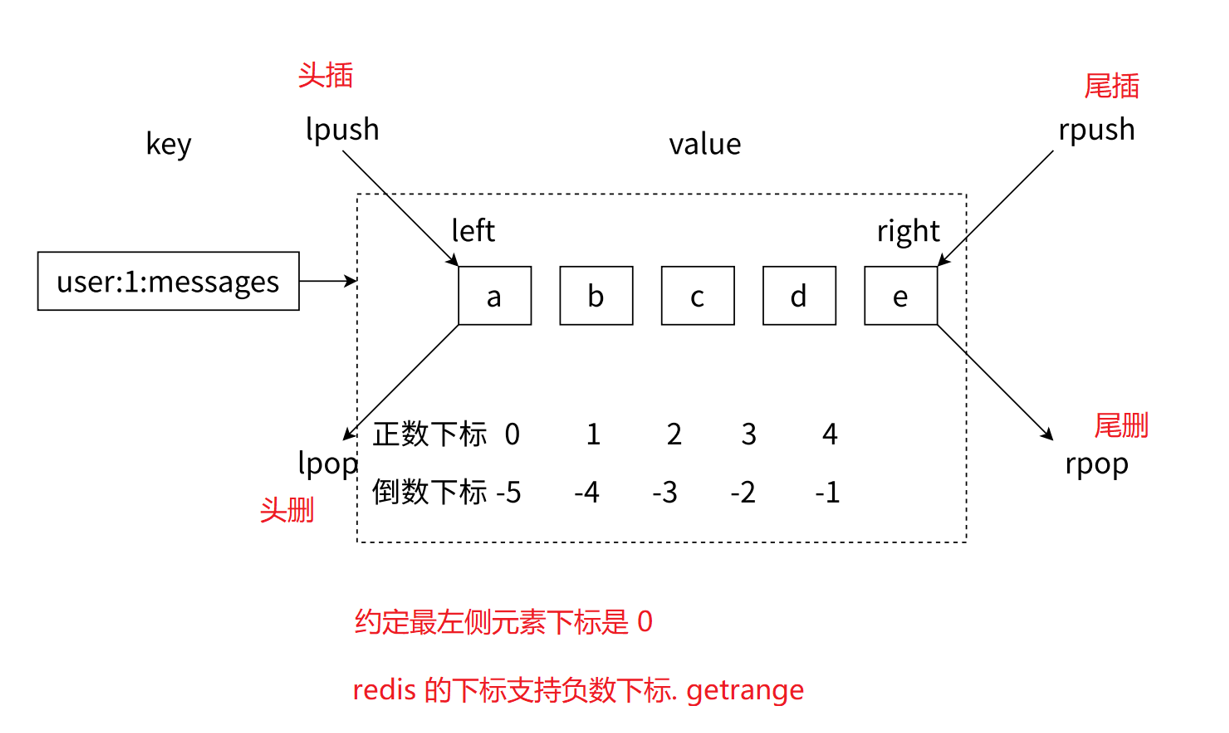 头插
尾插
key
lpush
value
rpush
left
right
user:1:messages
a b c d e
正数下标 0 1 2 3 4
尾删
lpop
rpop
倒数下标 -5 -4 -3 -2 -1
头删
约定最左侧元素下标是 0
redis 的下标支持负数下标. getrange